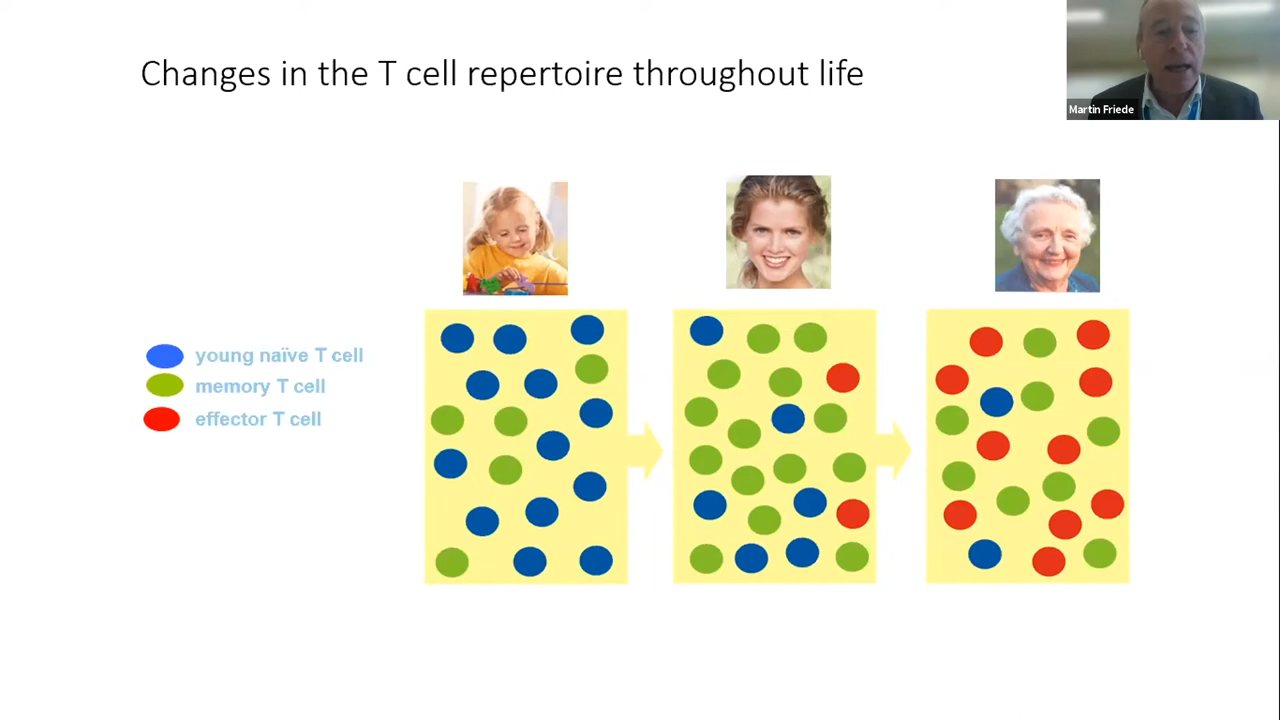 Changes in the T cell repertoire throughout life
Martin Friede
young naïve T cell
memory T cell
effector T cell